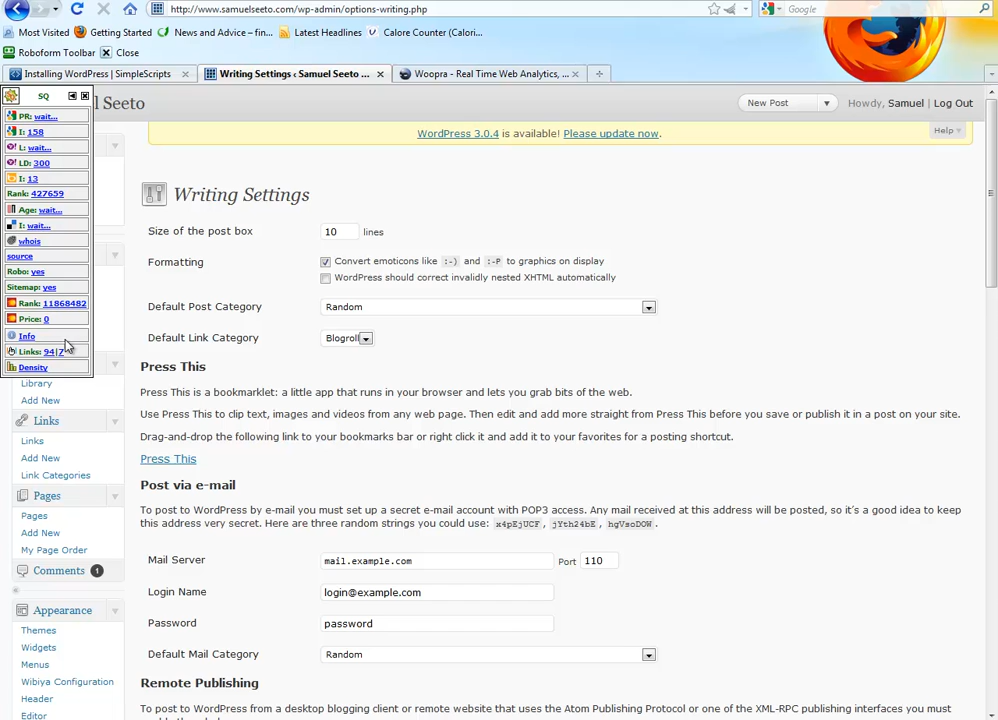 http://www.samuelseeto.com/wp-admin/options-writing.php
Google
Most Visited Getting Started News and Advice – fin... Latest Headlines Calore Counter (Calori...
Roboform Toolbar Close
Installing WordPress | SimpleScripts
Writing Settings ‹ Samuel Seeto ...
Woopra - Real Time Web Analytics, ...
SQ
l Seeto
New Post
Howdy, Samuel | Log Out
PR: wait...
I: 158
L: wait...
LD: 300
I: 13
Rank: 427659
Age: wait...
I: wait...
whois
source
Robo: yes
Sitemap: yes
Rank: 11868482
Price: 0
Info
Links: 94|7
Density
Library
Add New
Links
Links
Add New
Link Categories
Pages
Pages
Add New
My Page Order
Comments 1
Appearance
Themes
Widgets
Menus
Wibiya Configuration
Header
Editor
WordPress 3.0.4 is available! Please update now.
Help
Writing Settings
Size of the post box 10 lines
Formatting
Convert emoticons like :-) and :-P to graphics on display
WordPress should correct invalidly nested XHTML automatically
Default Post Category Random
Default Link Category Blogroll
Press This
Press This is a bookmarklet: a little app that runs in your browser and lets you grab bits of the web.
Use Press This to clip text, images and videos from any web page. Then edit and add more straight from Press This before you save or publish it in a post on your site.
Drag-and-drop the following link to your bookmarks bar or right click it and add it to your favorites for a posting shortcut.
Press This
Post via e-mail
To post to WordPress by e-mail you must set up a secret e-mail account with POP3 access. Any mail received at this address will be posted, so it’s a good idea to keep
this address very secret. Here are three random strings you could use: x4pEjUCF, jYth24bE, hgVsoDOW.
Mail Server mail.example.com Port 110
Login Name login@example.com
Password password
Default Mail Category Random
Remote Publishing
To post to WordPress from a desktop blogging client or remote website that uses the Atom Publishing Protocol or one of the XML-RPC publishing interfaces you must